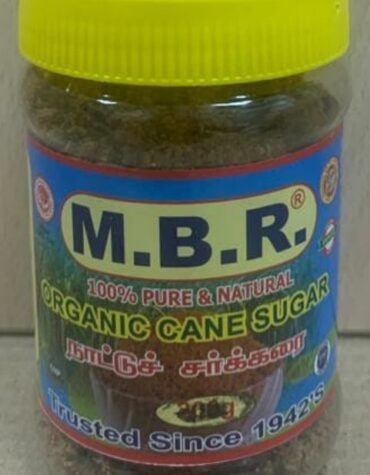 M.B.R.®
100% PURE & NATURAL
ORGANIC CANE SUGAR
நாட்டுச் சர்க்கரை
Trusted Since 1942'S